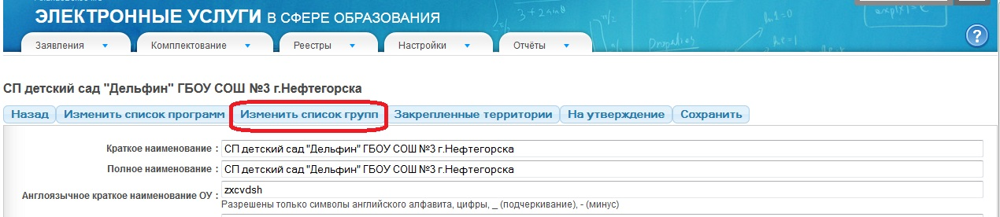 ЭЛЕКТРОННЫЕ УСЛУГИ В СФЕРЕ ОБРАЗОВАНИЯ
?
Заявления Комплектование Реестры Настройки Отчёты
СП детский сад "Дельфин" ГБОУ СОШ №3 г.Нефтегорска
Назад Изменить список программ Изменить список групп Закрепленные территории На утверждение Сохранить
Краткое наименование : СП детский сад "Дельфин" ГБОУ СОШ №3 г.Нефтегорска
Полное наименование : СП детский сад "Дельфин" ГБОУ СОШ №3 г.Нефтегорска
Англоязычное краткое наименование ОУ : zxcvdsh
Разрешены только символы английского алфавита, цифры, _ (подчеркивание), - (минус)